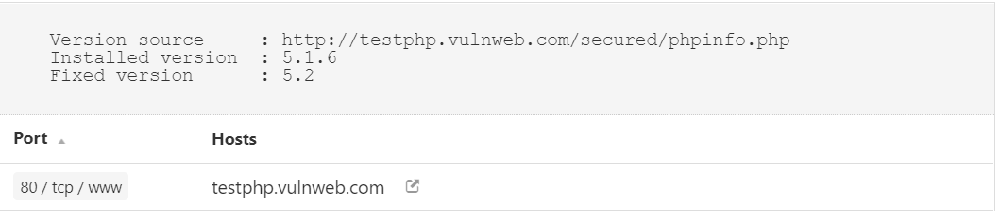 Version source : http://testphp.vulnweb.com/secured/phpinfo.php
Installed version : 5.1.6
Fixed version : 5.2
Port Hosts
80 / tcp / www testphp.vulnweb.com